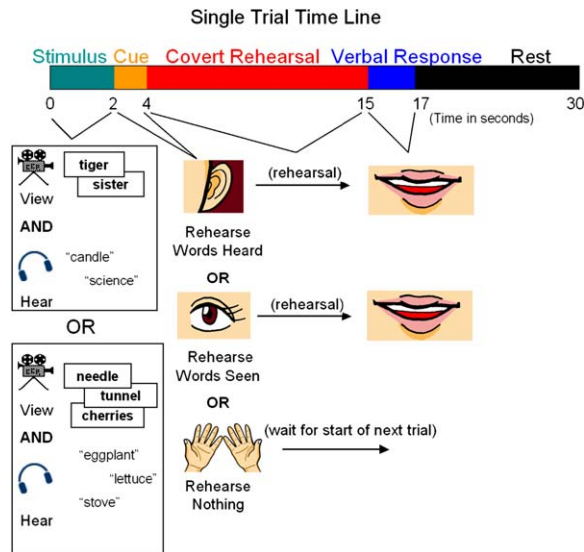 Single Trial Time Line
Stimulus Cue Covert Rehearsal Verbal Response Rest
0 2 4 15 17 30
(Time in seconds)
tiger
sister
View
AND
“candle”
“science”
Hear
OR
needle
tunnel
cherries
View
AND
“eggplant”
“lettuce”
“stove”
Hear
(rehearsal)
Rehearse
Words Heard
OR
(rehearsal)
Rehearse
Words Seen
OR
(wait for start of next trial)
Rehearse
Nothing